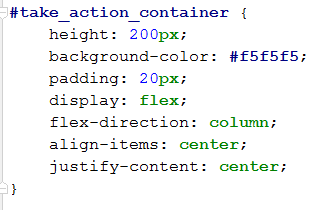 #take_action_container {
    height: 200px;
    background-color: #f5f5f5;
    padding: 20px;
    display: flex;
    flex-direction: column;
    align-items: center;
    justify-content: center;
}